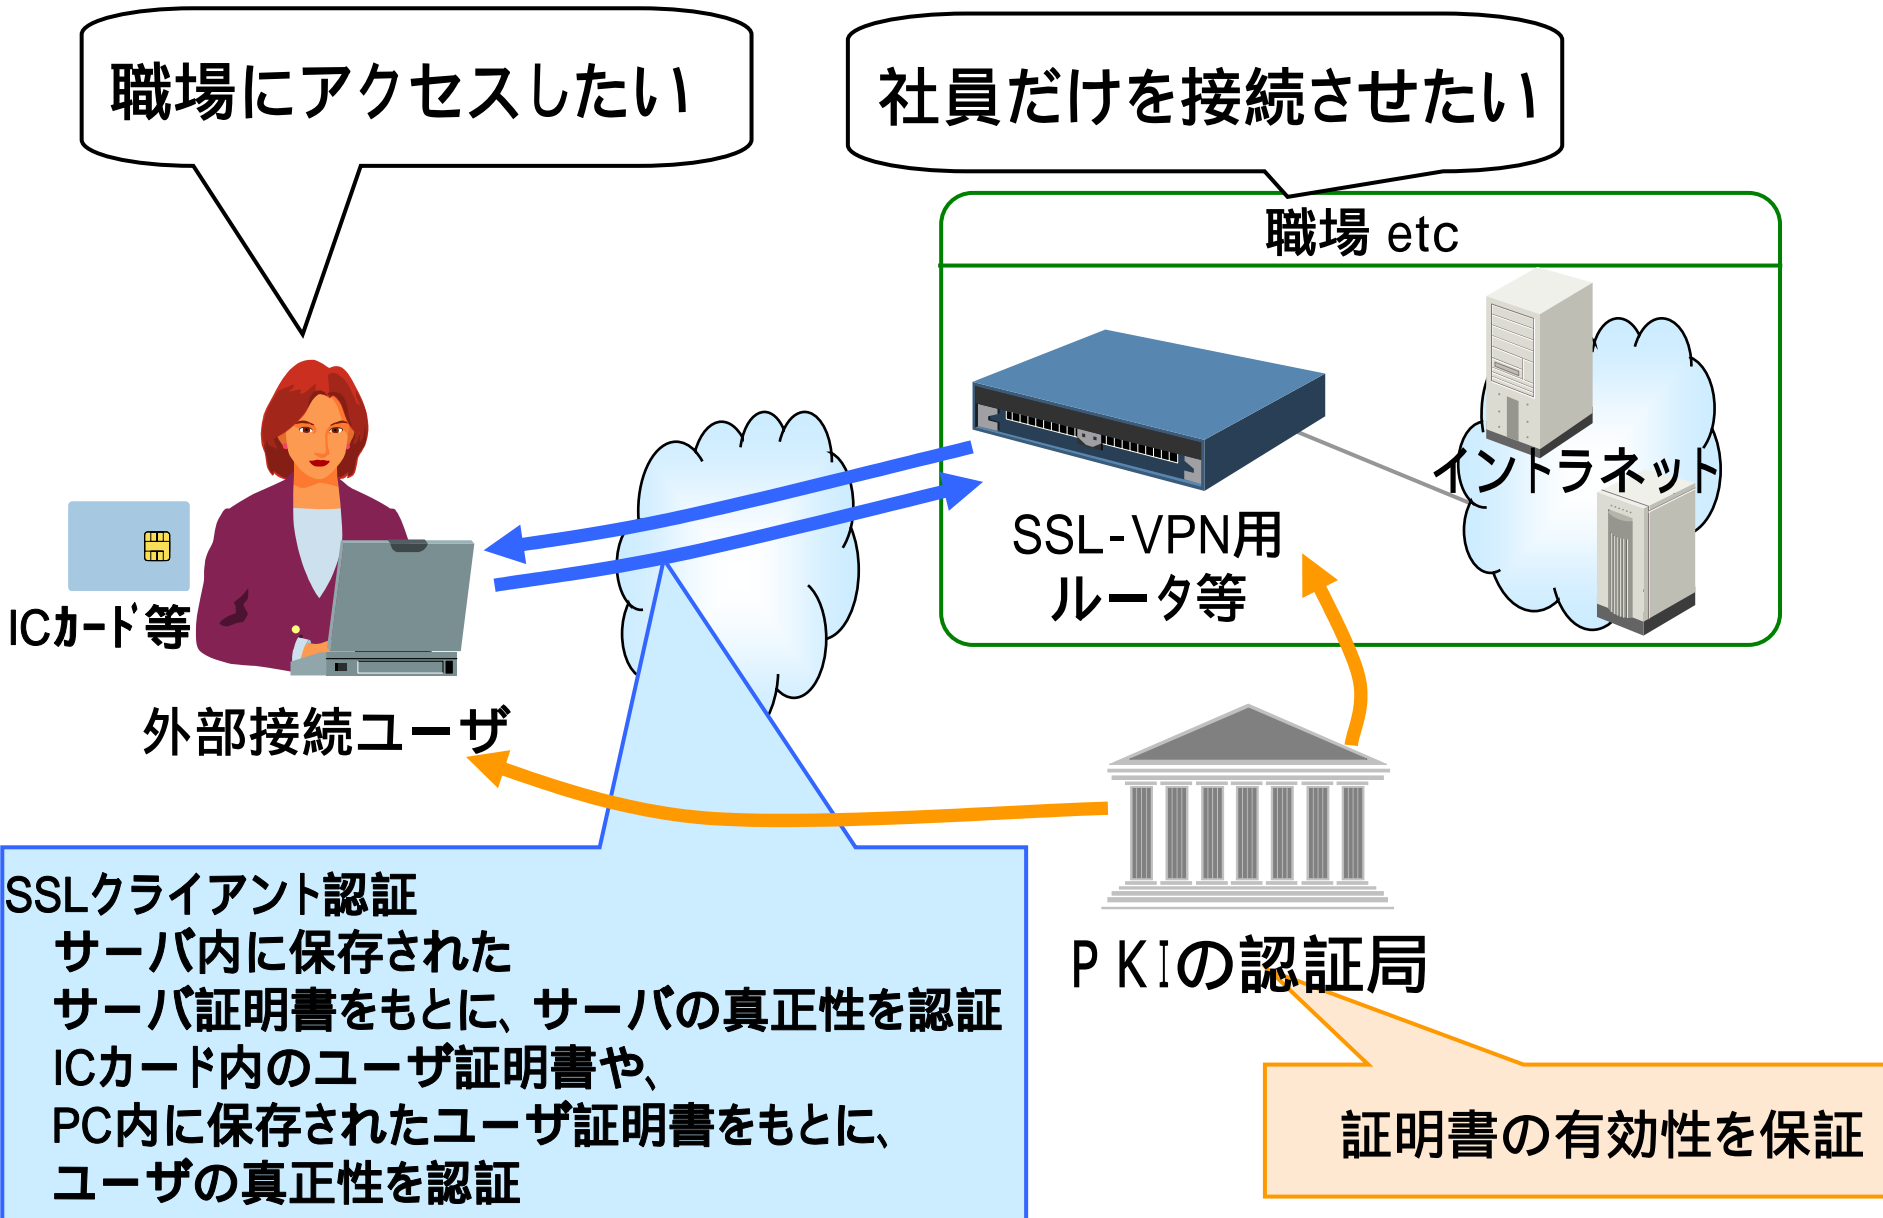 職場にアクセスしたい
社員だけを接続させたい
職場 etc
イントラネット
SSL-VPN用
ルータ等
ICカード等
外部接続ユーザ
SSLクライアント認証
サーバ内に保存された
サーバ証明書をもとに、サーバの真正性を認証
ICカード内のユーザ証明書や、
PC内に保存されたユーザ証明書をもとに、
ユーザの真正性を認証
PKIの認証局
証明書の有効性を保証